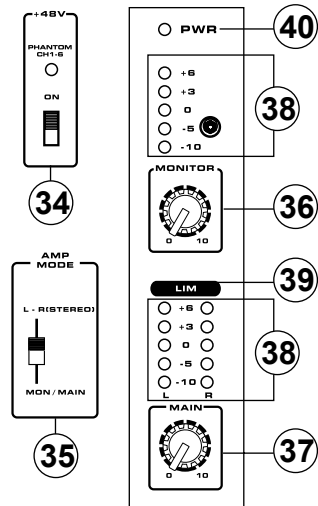 +48V
PHANTOM
CH1-6
ON
34
AMP
MODE
L - R(STEREO)
MON / MAIN
35
PWR
40
+6
+3
0
-5
-10
38
MONITOR
0 10
36
LIM
39
+6
+3
0
-5
-10
L R
38
MAIN
0 10
37